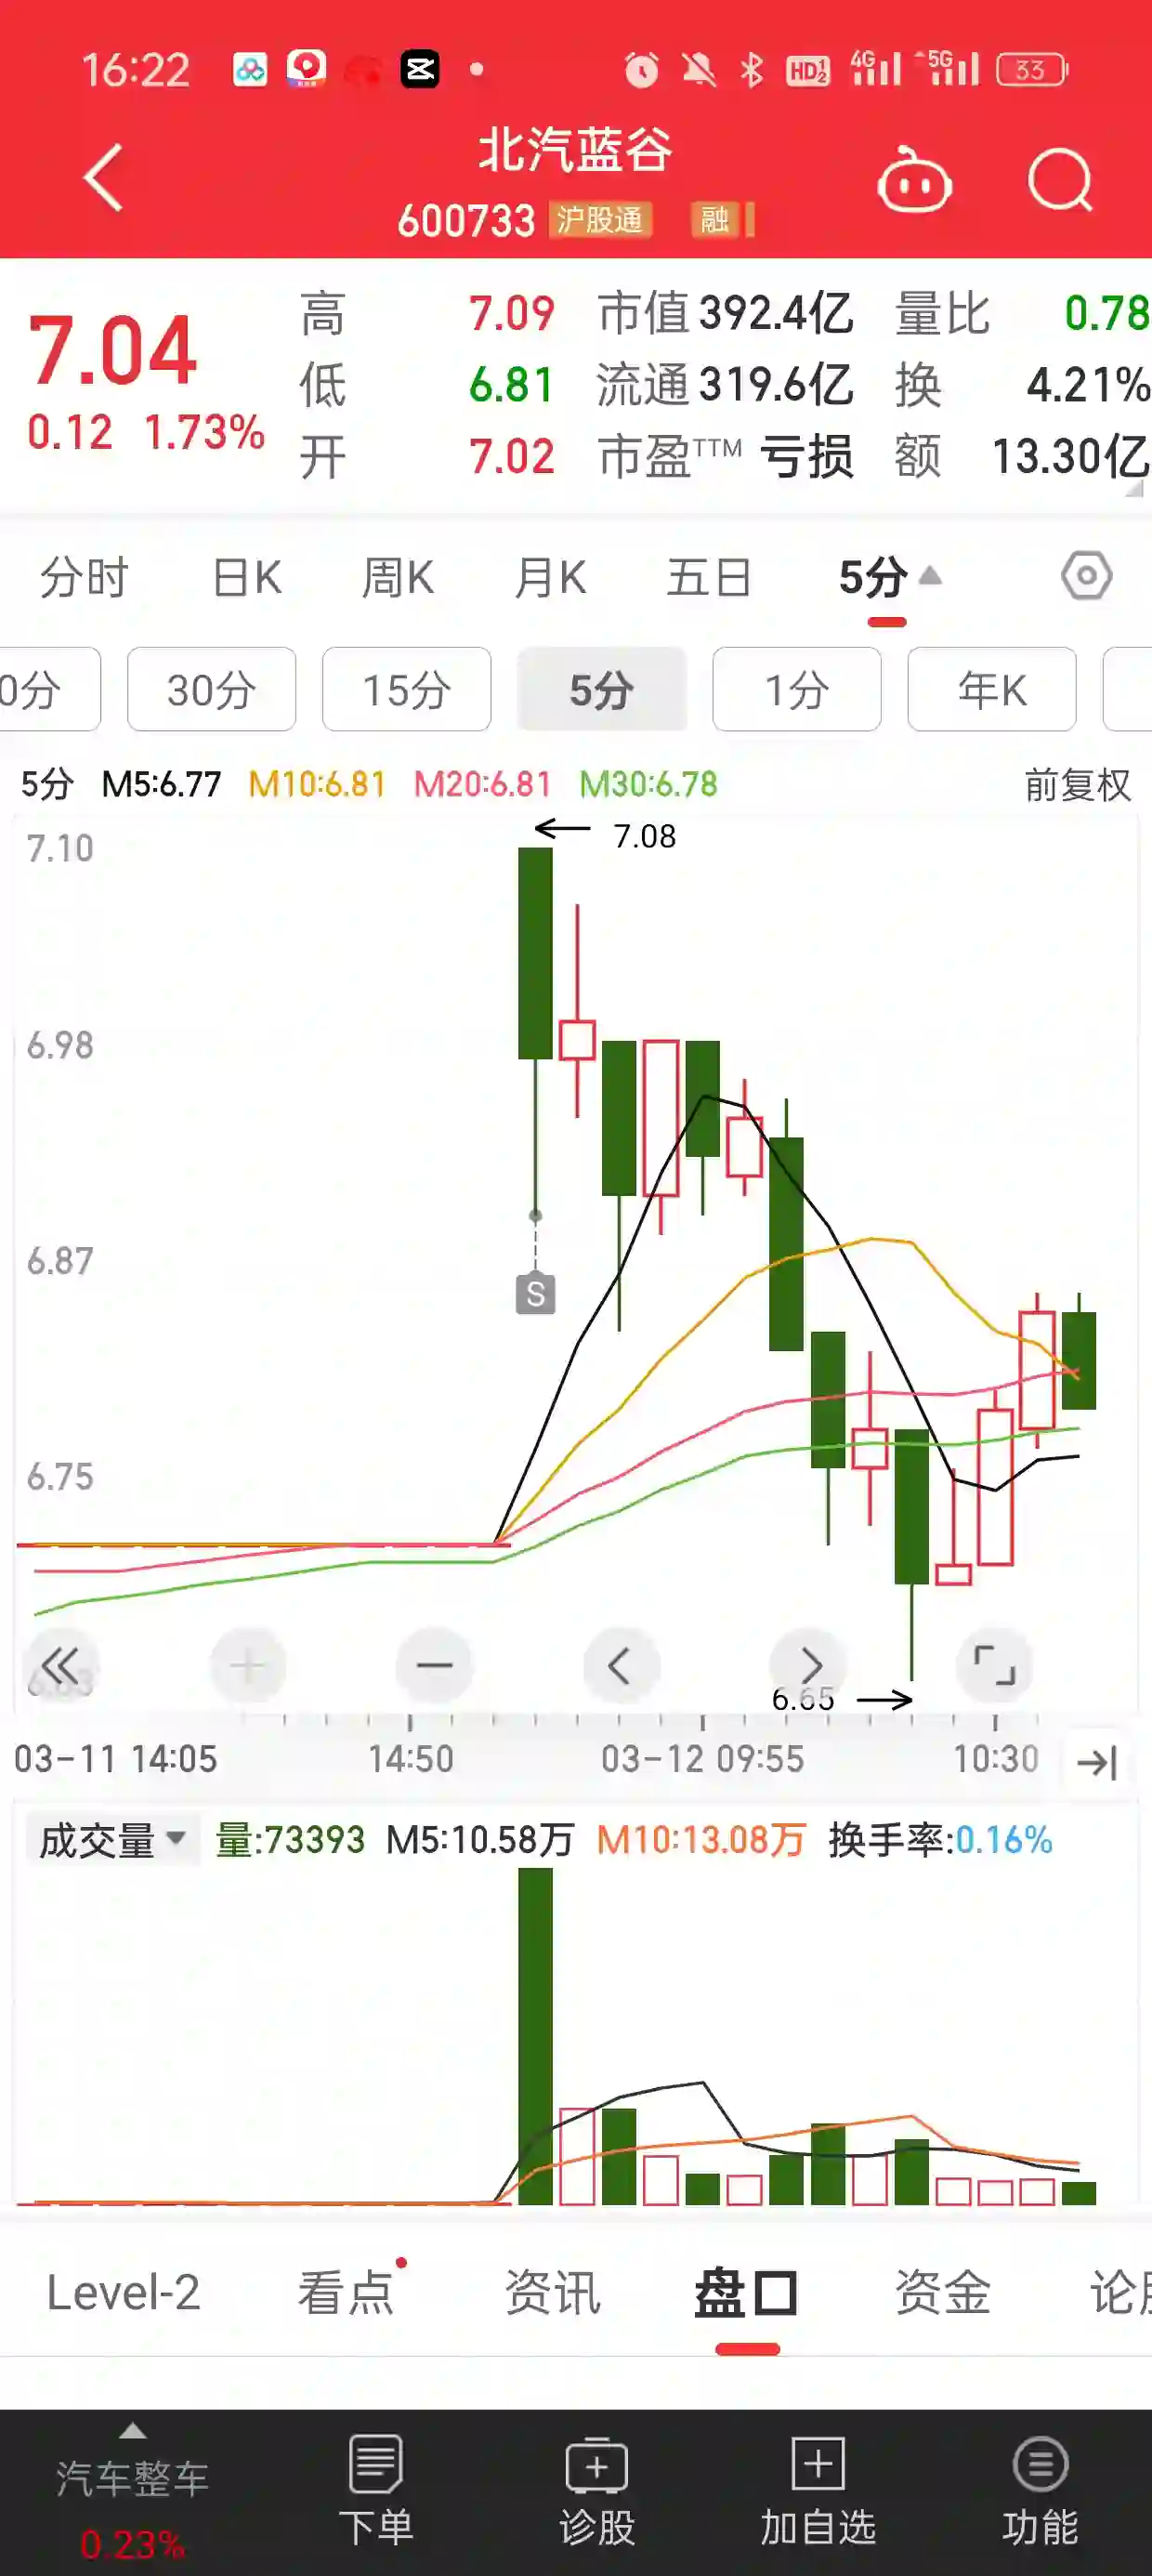 16:22 HD 1 2 4G 5G 33
北汽蓝谷
600733 沪股通 融
7.04
0.12 1.73%
高 7.09 市值 392.4亿 量比 0.78
低 6.81 流通 319.6亿 换 4.21%
开 7.02 市盈TTM 亏损 额 13.30亿
分时 日K 周K 月K 五日 5分
0分 30分 15分 5分 1分 年K
5分 M5:6.77 M10:6.81 M20:6.81 M30:6.78 前复权
7.10
7.08
6.98
6.87
S
6.75
6.65
03-11 14:05 14:50 03-12 09:55 10:30
成交量 量:73393 M5:10.58万 M10:13.08万 换手率:0.16%
Level-2 看点 资讯 盘口 资金 论
汽车整车
0.23%
下单 诊股 加自选 功能